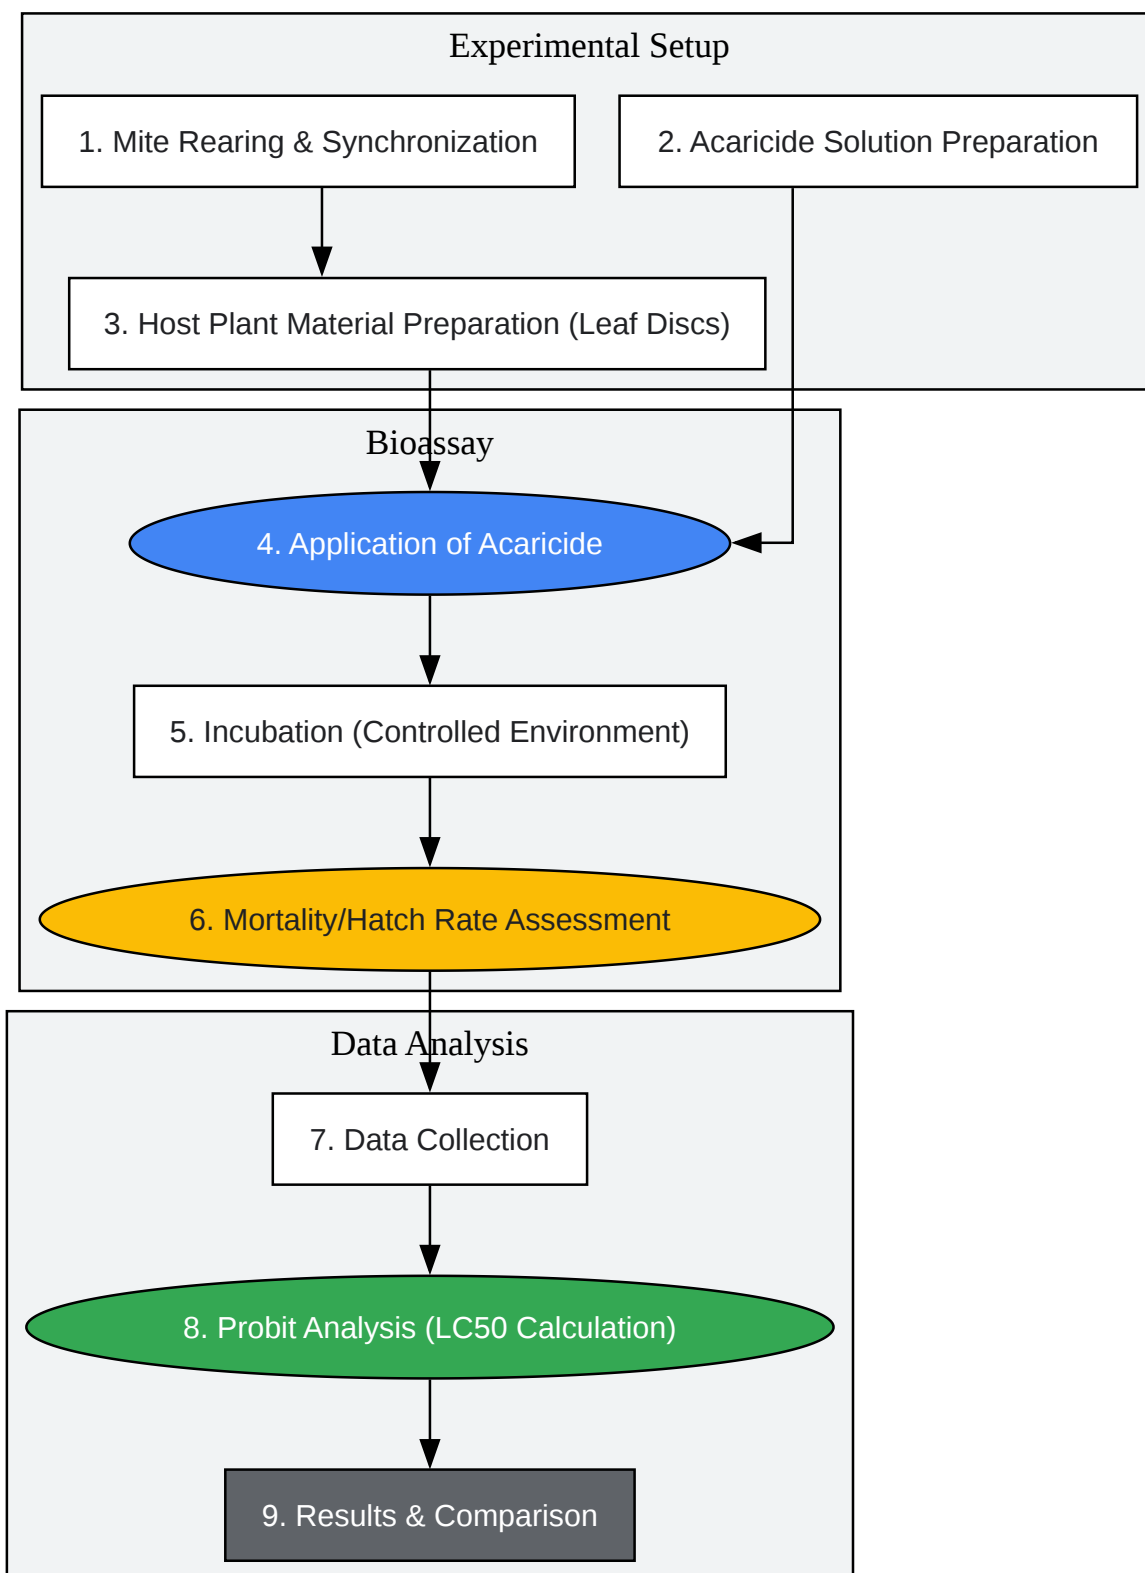 Experimental Setup
1. Mite Rearing & Synchronization
2. Acaricide Solution Preparation
3. Host Plant Material Preparation (Leaf Discs)
Bioassay
4. Application of Acaricide
5. Incubation (Controlled Environment)
6. Mortality/Hatch Rate Assessment
Data Analysis
7. Data Collection
8. Probit Analysis (LC50 Calculation)
9. Results & Comparison